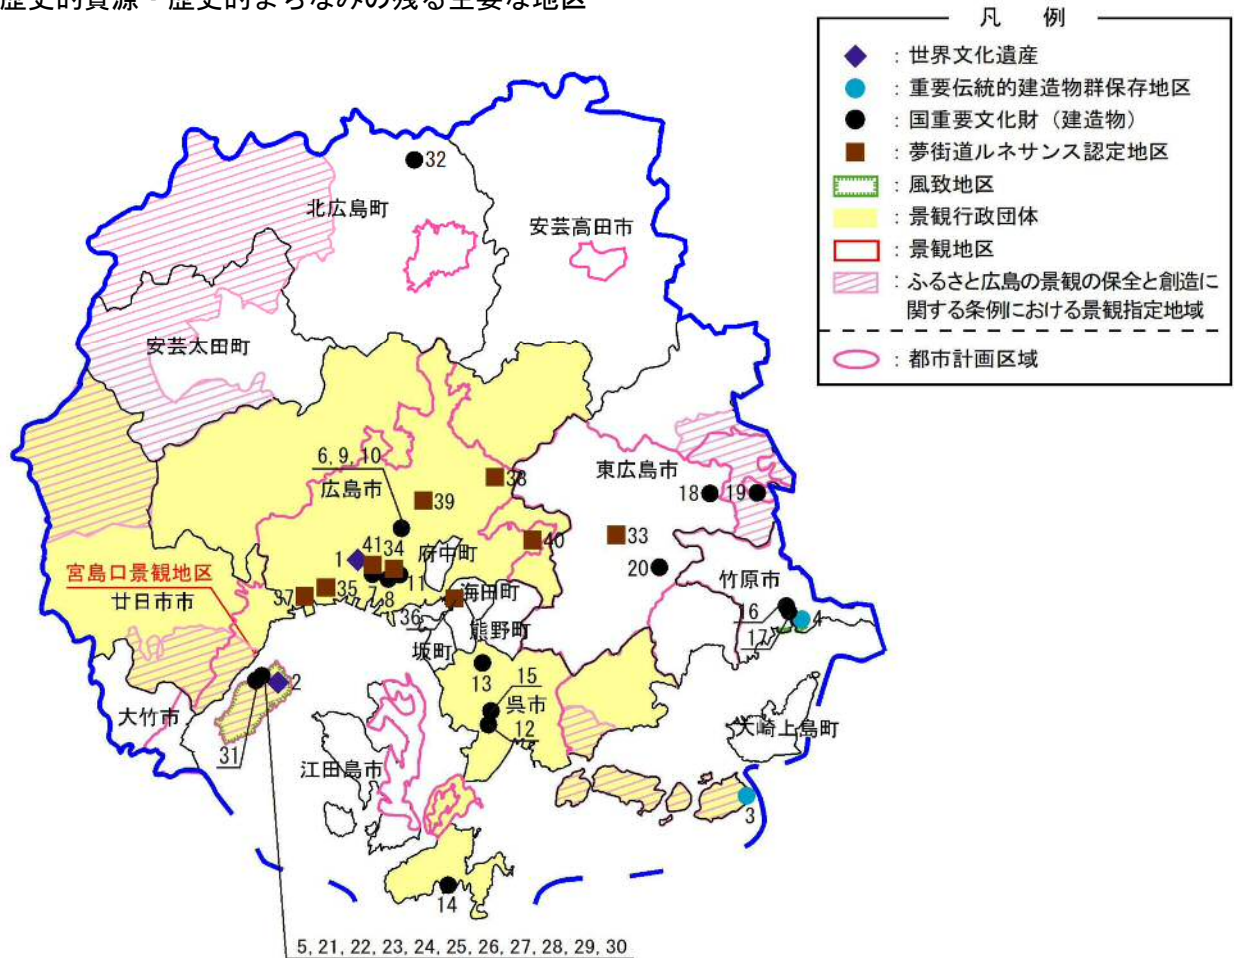 歴史的資源・歴史的まちなみの残る主要な地区
凡　例
：世界文化遺産
：重要伝統的建造物群保存地区
：国重要文化財（建造物）
：夢街道ルネサンス認定地区
：風致地区
：景観行政団体
：景観地区
：ふるさと広島の景観の保全と創造に
関する条例における景観指定地域
：都市計画区域
32
北広島町
安芸高田市
安芸太田町
6, 9, 10
広島市
38
39
東広島市
18
19
40
33
1
41
34
府中町
20
竹原市
宮島口景観地区
廿日市市
37
35
7
8
11
海田町
36
熊野町
坂町
16
17
4
13
15
呉市
12
2
大竹市
31
江田島市
大崎上島町
3
14
5, 21, 22, 23, 24, 25, 26, 27, 28, 29, 30